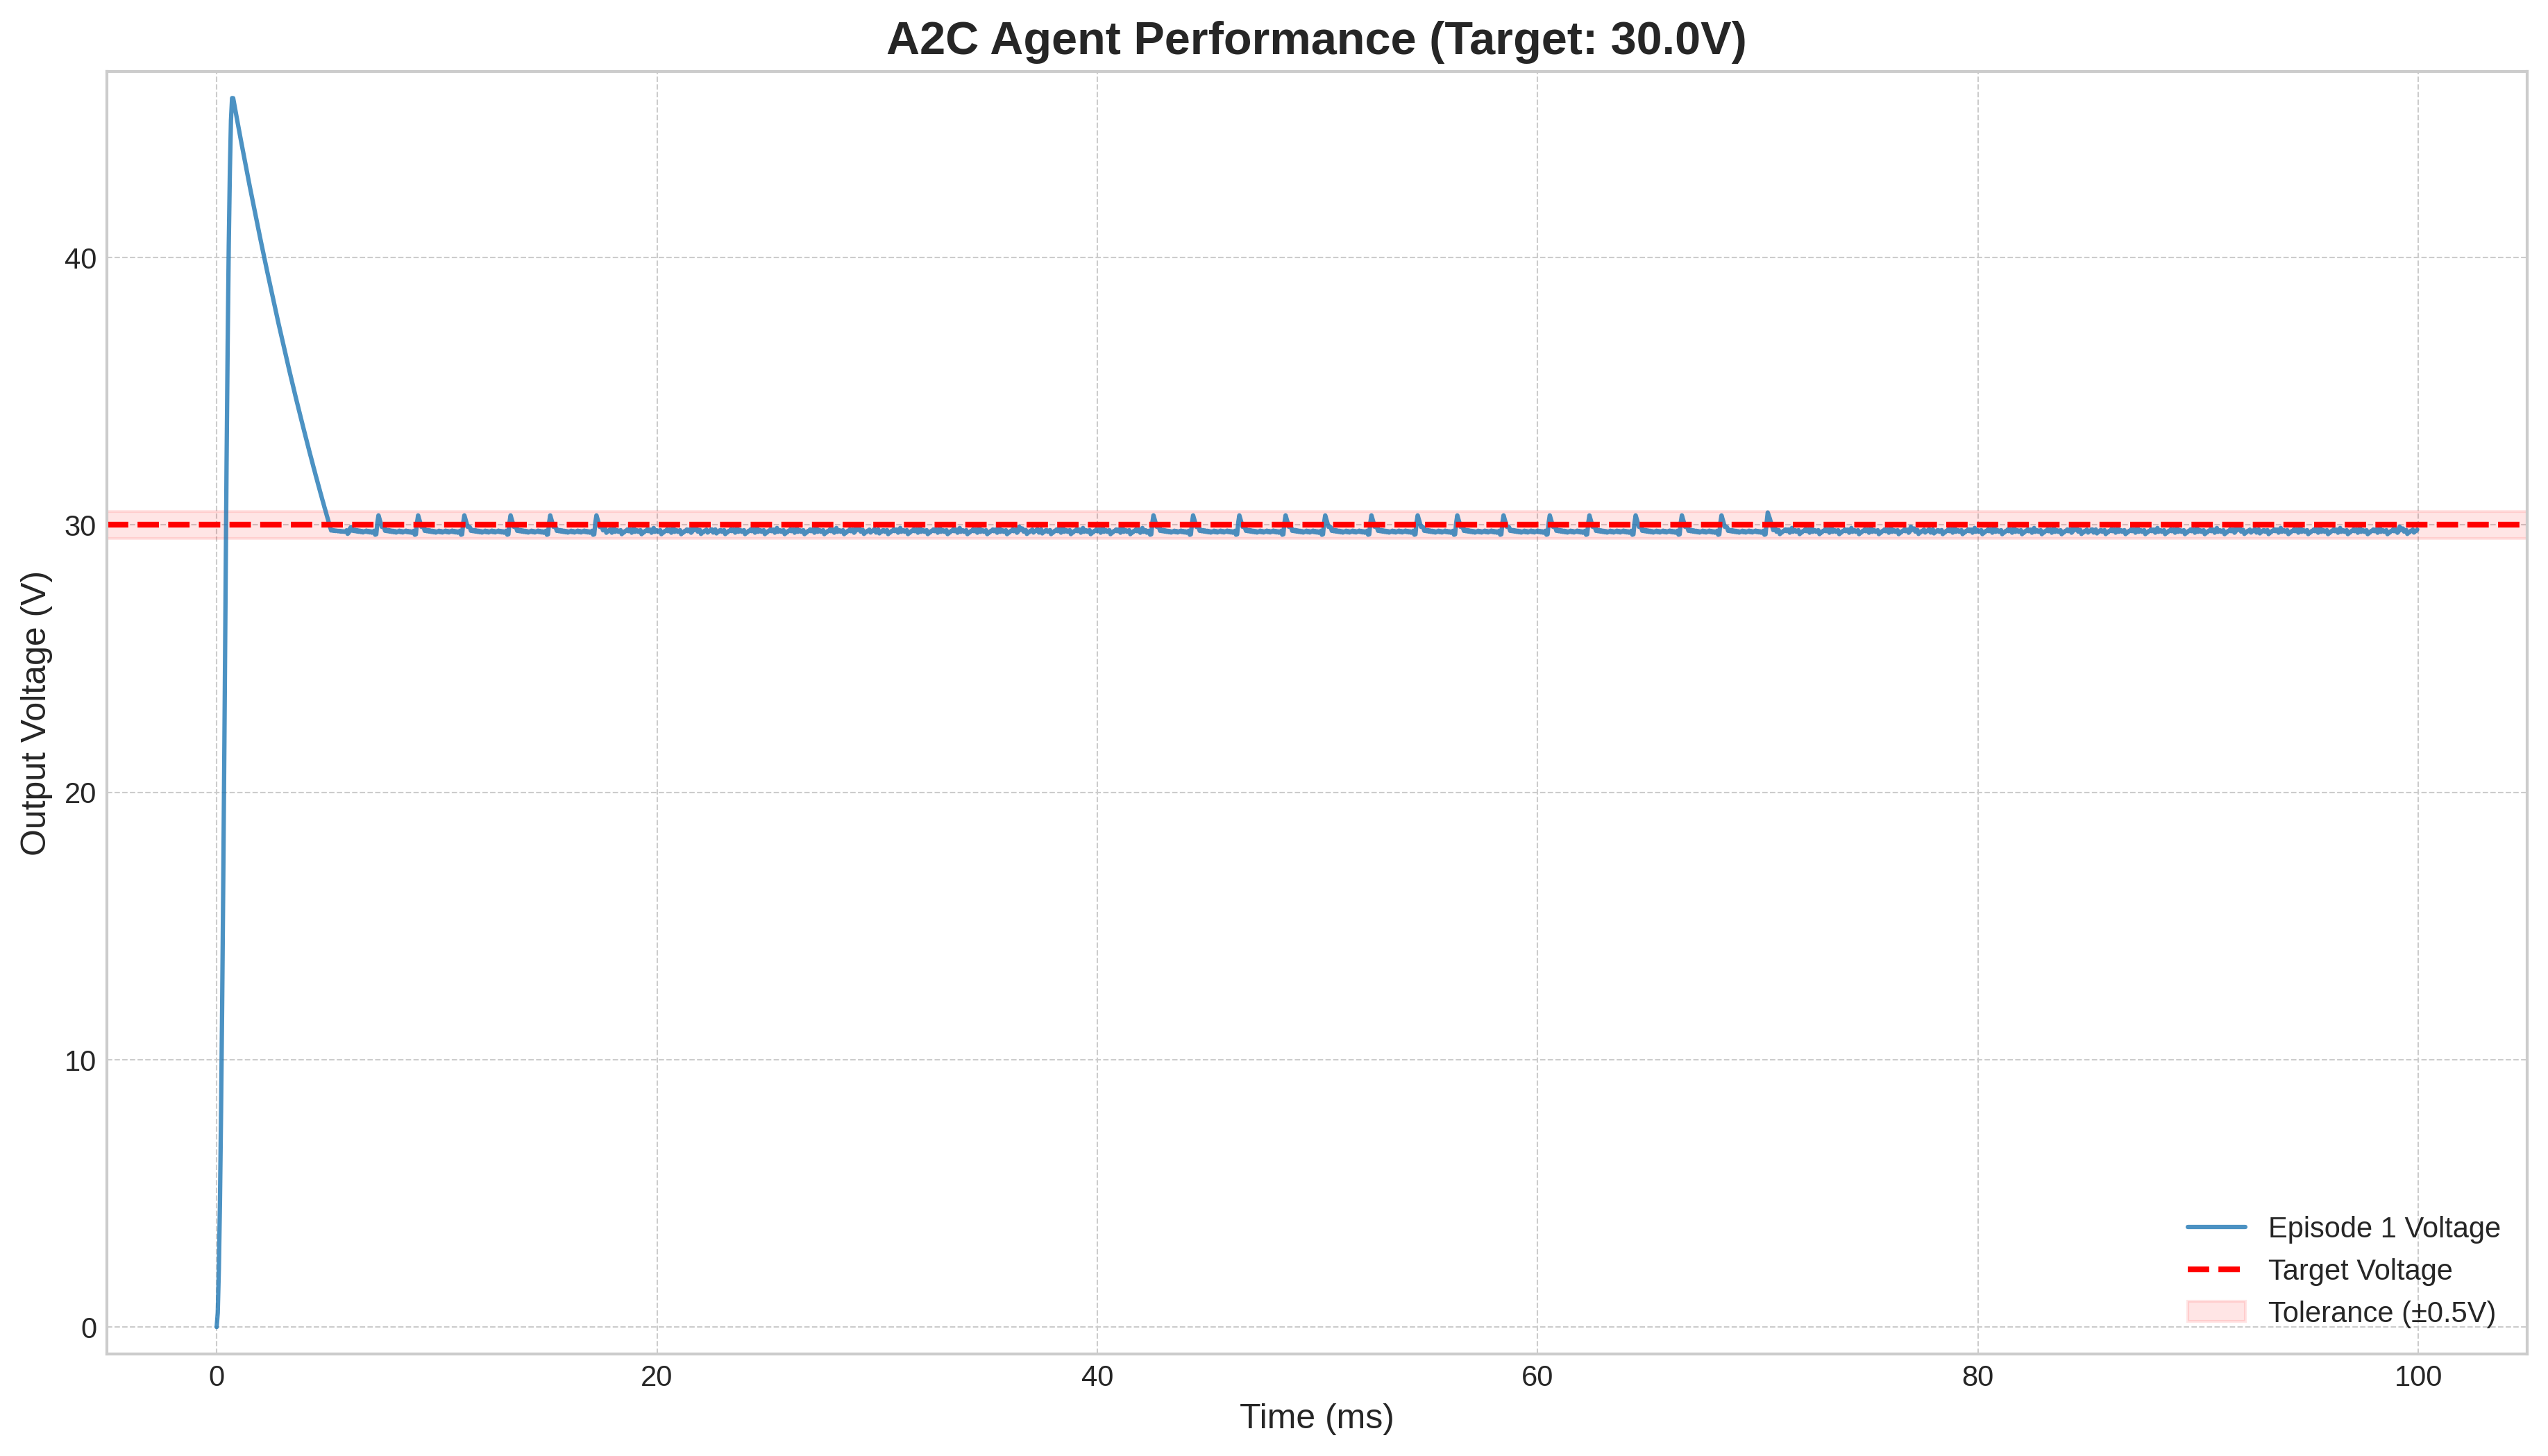 A2C Agent Performance (Target: 30.0V)
Output Voltage (V)
40
30
20
10
0
0 20 40 60 80 100
Time (ms)
Episode 1 Voltage
Target Voltage
Tolerance (±0.5V)